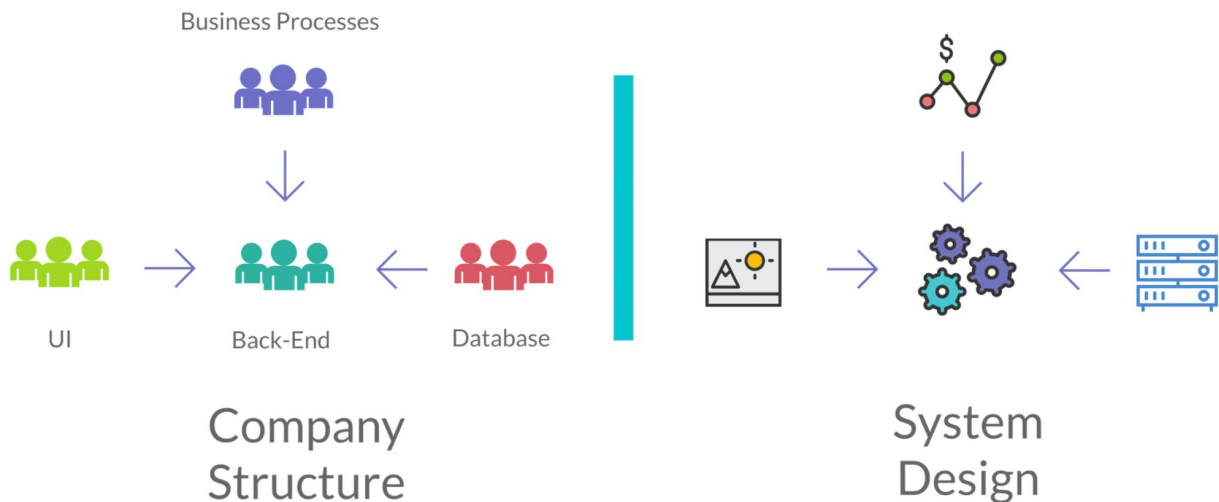 Business Processes
$
UI
Back-End
Database
Company
Structure
System
Design